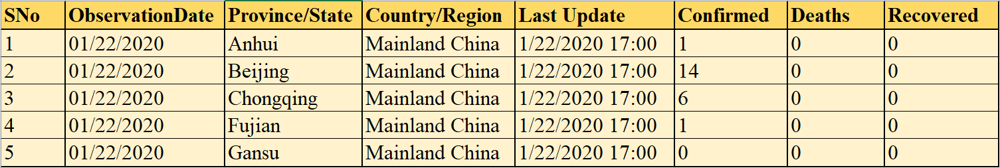 SNo ObservationDate Province/State Country/Region Last Update Confirmed Deaths Recovered
1 01/22/2020 Anhui Mainland China 1/22/2020 17:00 1 0 0
2 01/22/2020 Beijing Mainland China 1/22/2020 17:00 14 0 0
3 01/22/2020 Chongqing Mainland China 1/22/2020 17:00 6 0 0
4 01/22/2020 Fujian Mainland China 1/22/2020 17:00 1 0 0
5 01/22/2020 Gansu Mainland China 1/22/2020 17:00 0 0 0